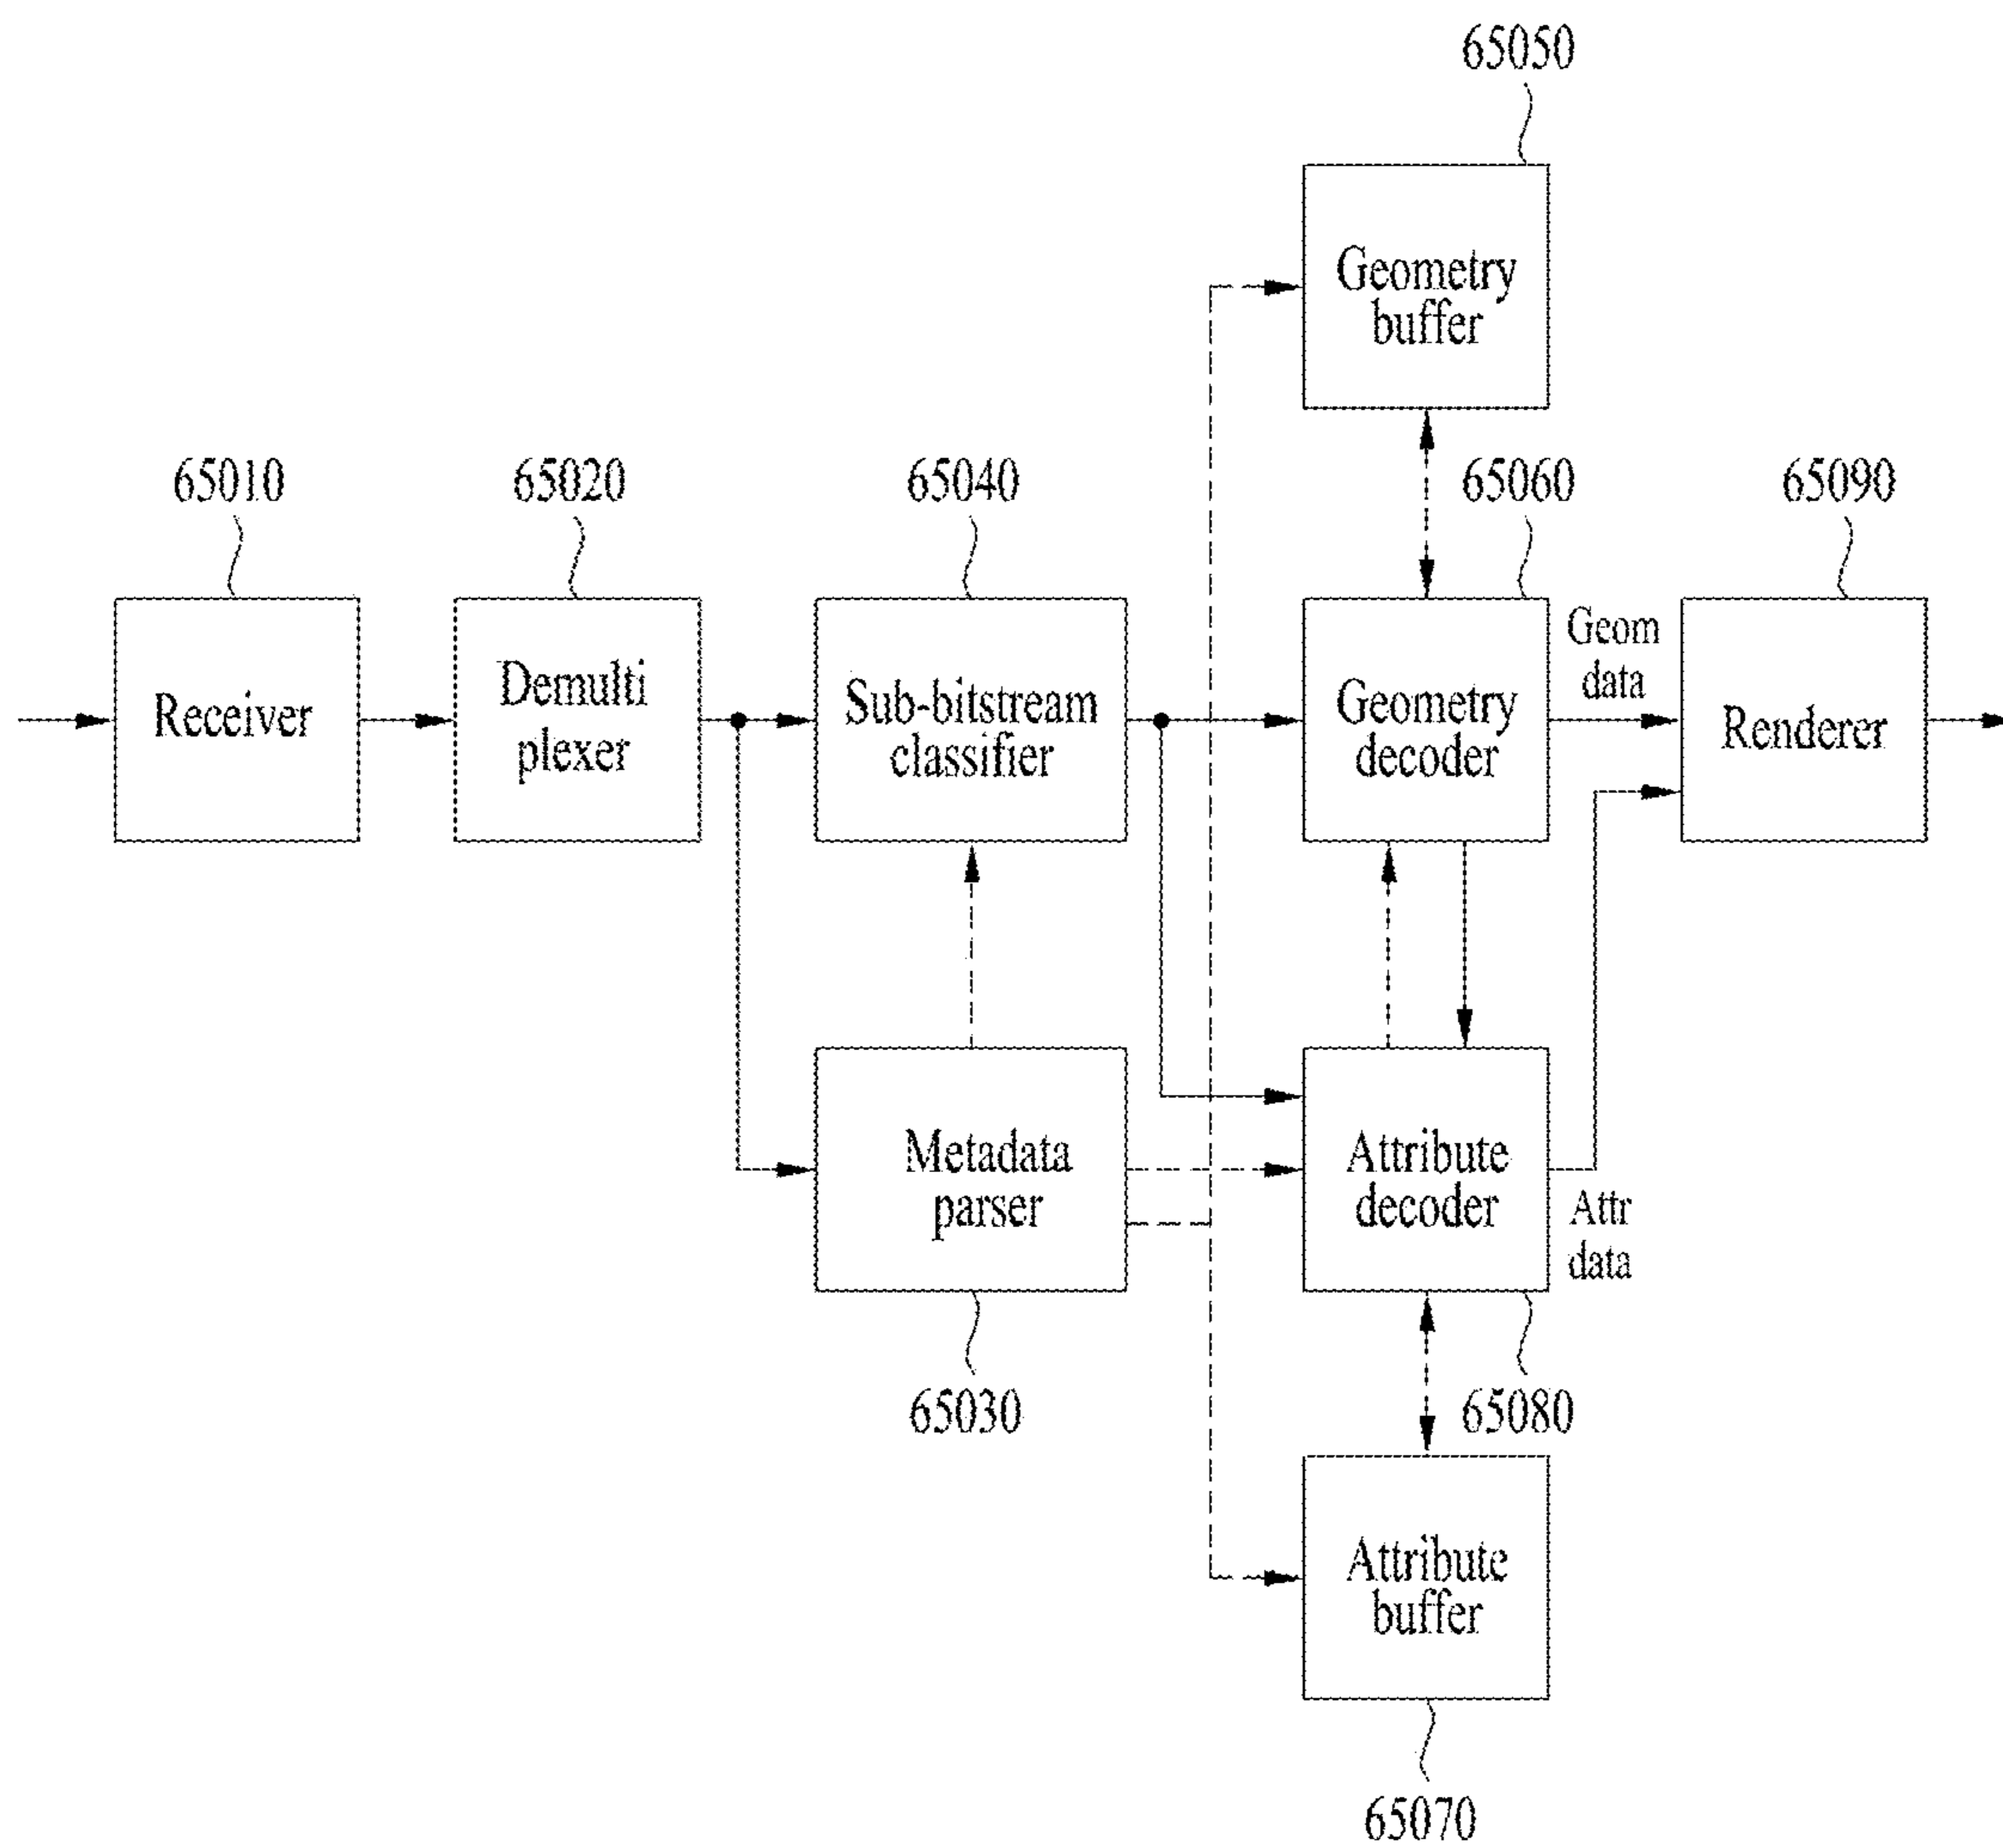 65050
Geometry
buffer
65010
65020
65040
65060
65090
Receiver
Demulti
plexer
Sub-bitstream
classifier
Geometry
decoder
Geom
data
Renderer
Metadata
parser
Attribute
decoder
Attr
data
65030
65080
Attribute
buffer
65070